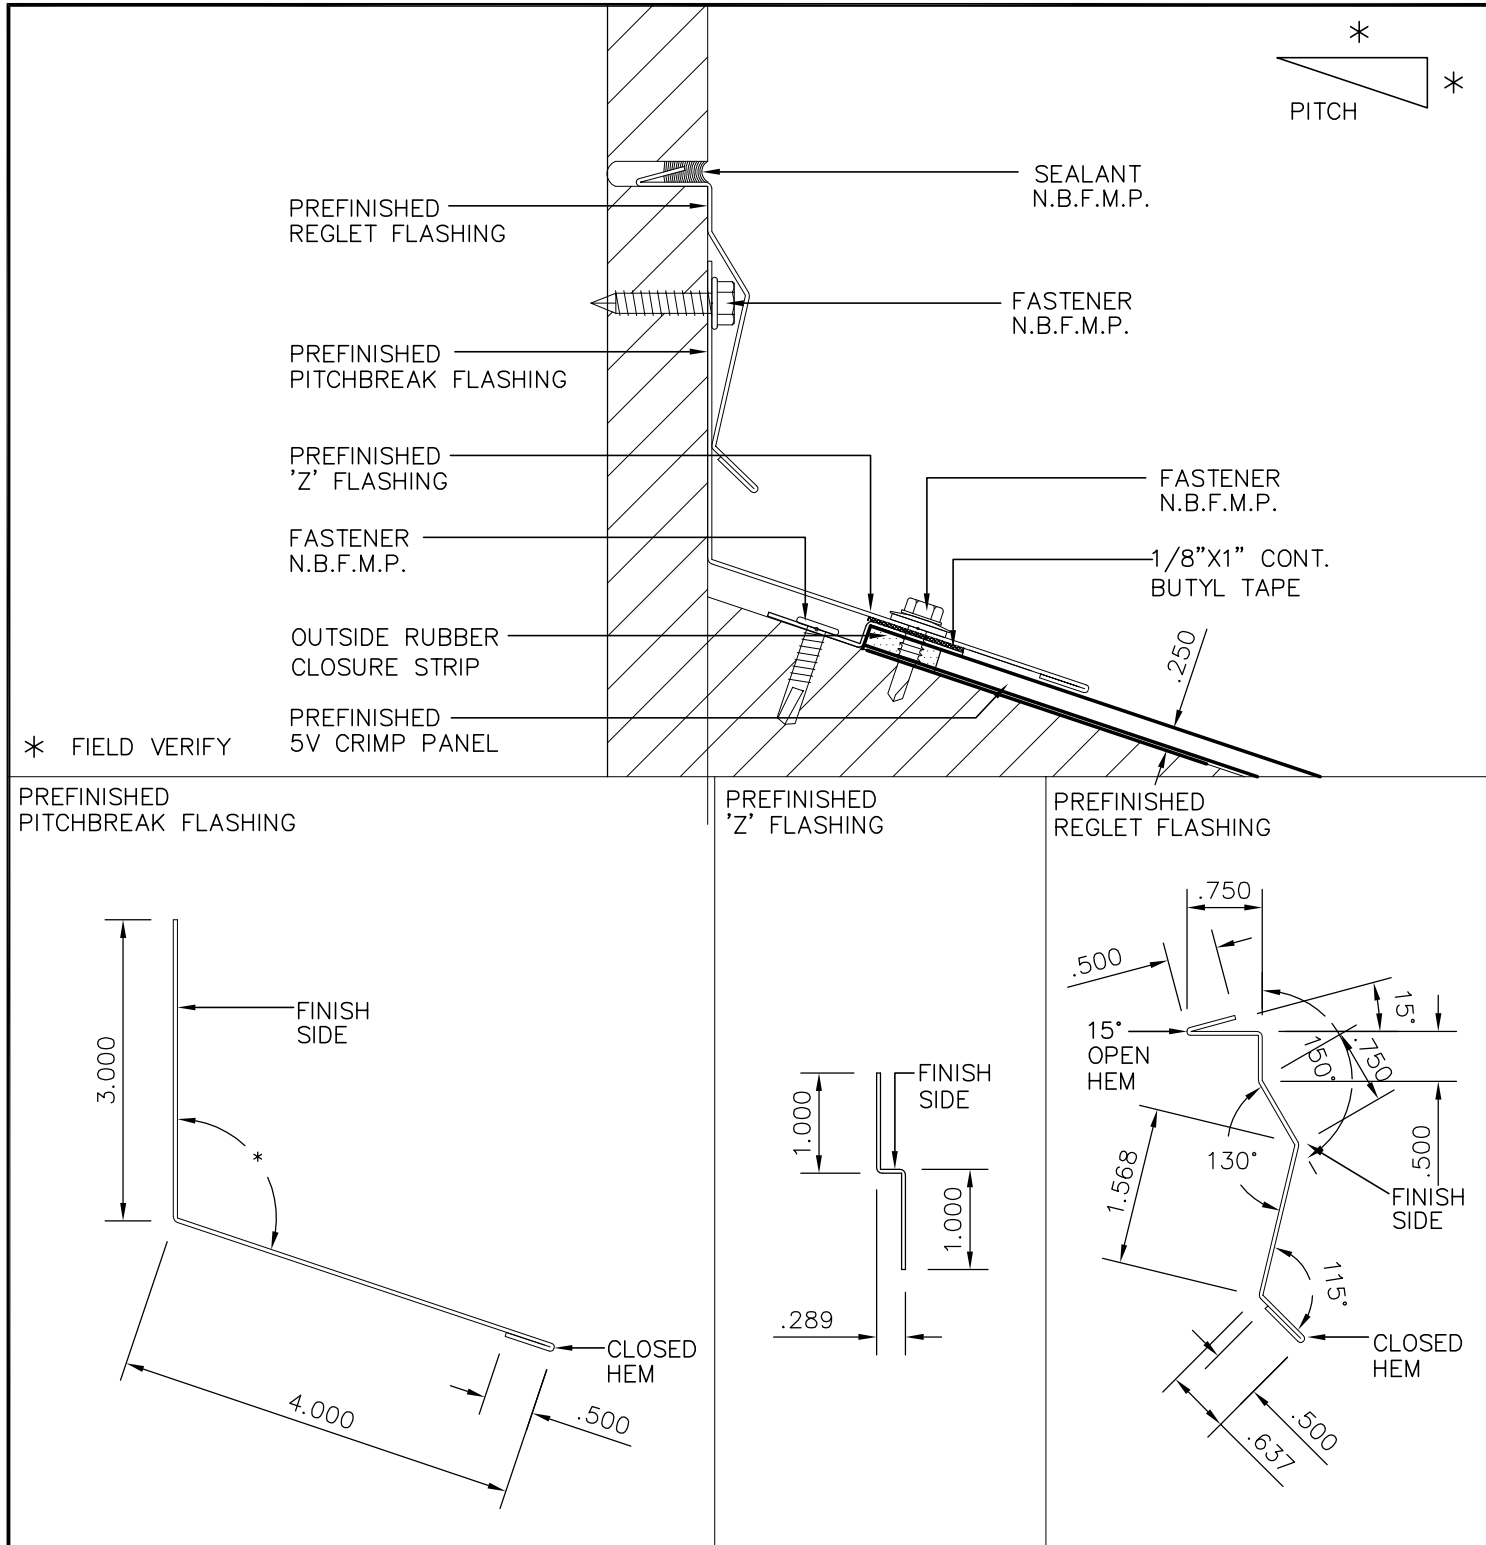 *
*
PITCH
SEALANT
N.B.F.M.P.
PREFINISHED
REGLET FLASHING
FASTENER
N.B.F.M.P.
PREFINISHED
PITCHBREAK FLASHING
PREFINISHED
'Z' FLASHING
FASTENER
N.B.F.M.P.
FASTENER
N.B.F.M.P.
1/8"X1" CONT.
BUTYL TAPE
OUTSIDE RUBBER
CLOSURE STRIP
.250
PREFINISHED
5V CRIMP PANEL
* FIELD VERIFY
PREFINISHED
PITCHBREAK FLASHING
3.000
FINISH
SIDE
*
CLOSED
HEM
4.000
.500
PREFINISHED
'Z' FLASHING
1.000
FINISH
SIDE
1.000
.289
PREFINISHED
REGLET FLASHING
.750
.500
15°
15°
OPEN
HEM
150°
.750
.500
130°
1.568
FINISH
SIDE
115°
CLOSED
HEM
.500
.637